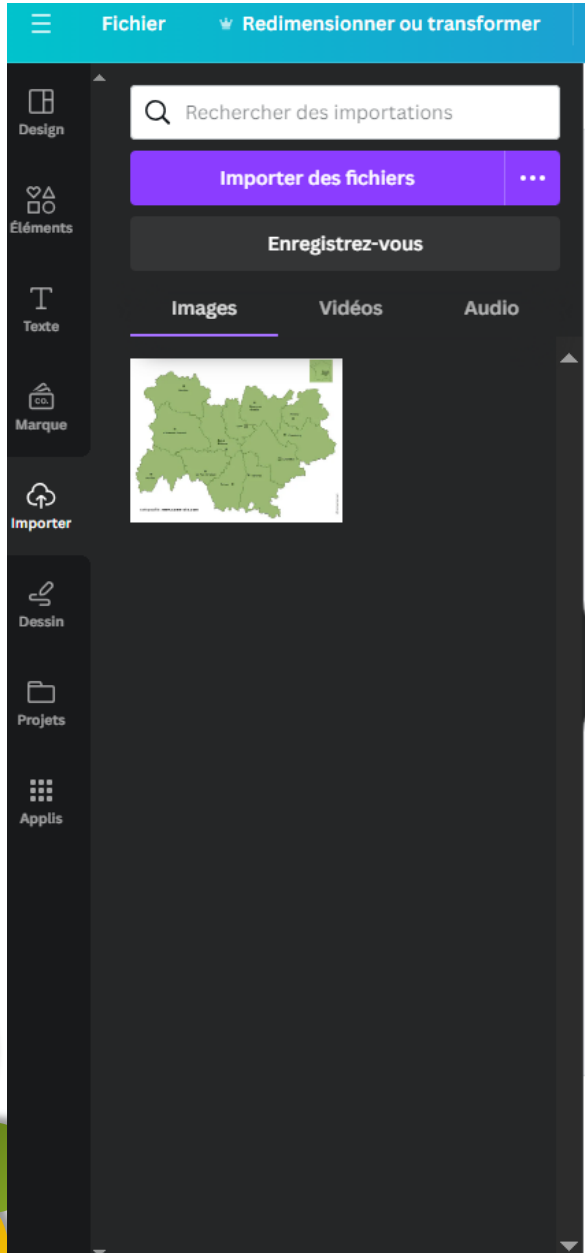 Fichier
Redimensionner ou transformer
Design
Éléments
Texte
CO.
Marque
Importer
Dessin
Projets
Applis
Rechercher des importations
Importer des fichiers
Enregistrez-vous
Images
Vidéos
Audio